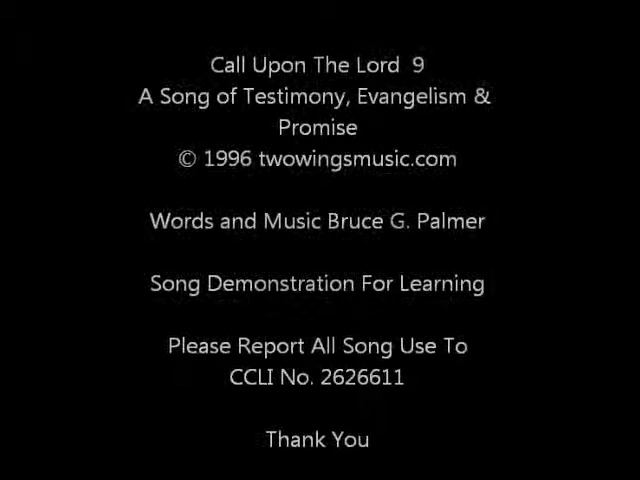 Call Upon The Lord  9
A Song of Testimony, Evangelism &
Promise
© 1996 twowingsmusic.com
Words and Music Bruce G. Palmer
Song Demonstration For Learning
Please Report All Song Use To
CCLI No. 2626611
Thank You